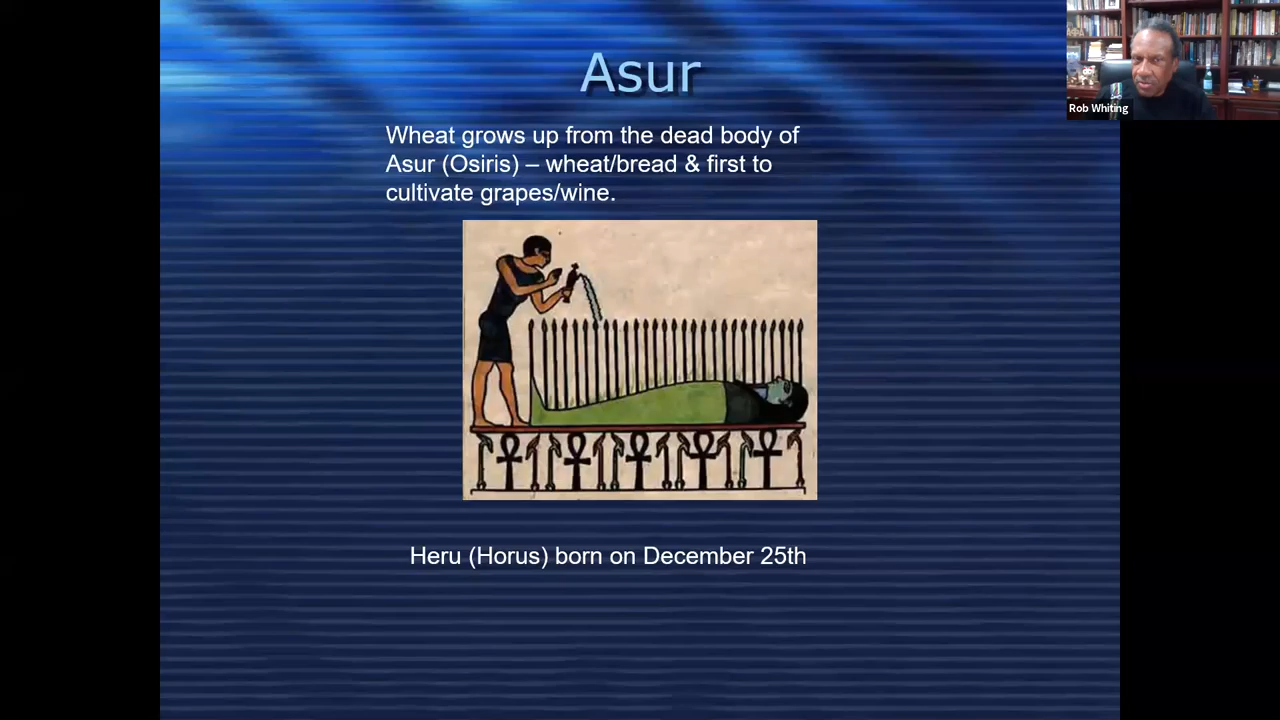 Asur
Rob Whiting
Wheat grows up from the dead body of
Asur (Osiris) – wheat/bread & first to
cultivate grapes/wine.
Heru (Horus) born on December 25th